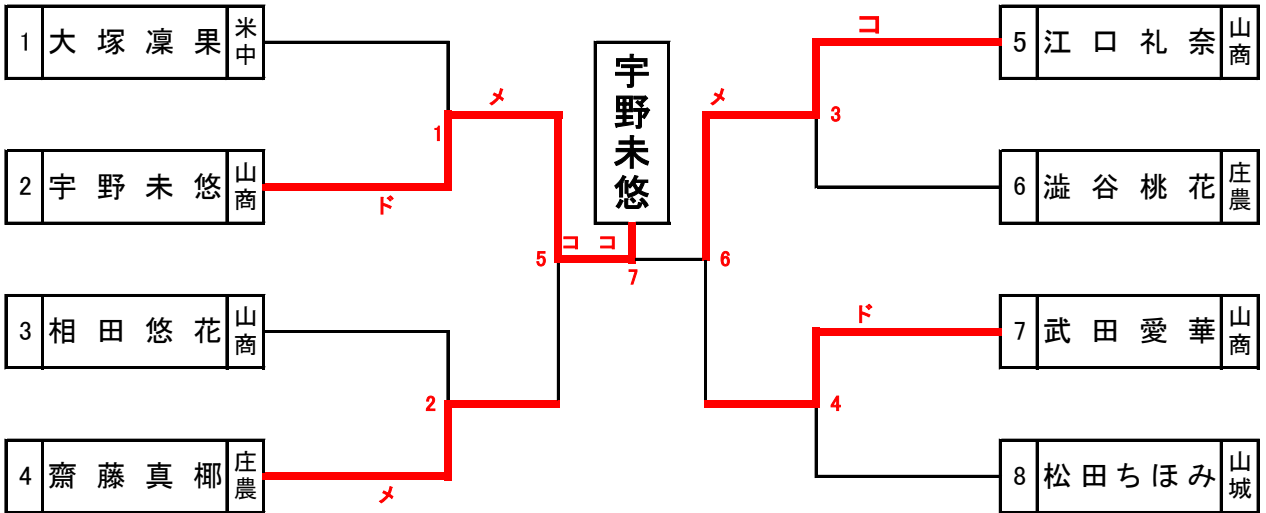 1 大塚凜果 米中
2 宇野未悠 山商
3 相田悠花 山商
4 齋藤真椰 庄農
メ
1
ド
2
メ
5
コ コ
7
宇野未悠
メ
6
コ
3
ド
4
5 江口礼奈 山商
6 澁谷桃花 庄農
7 武田愛華 山商
8 松田ちほみ 山城